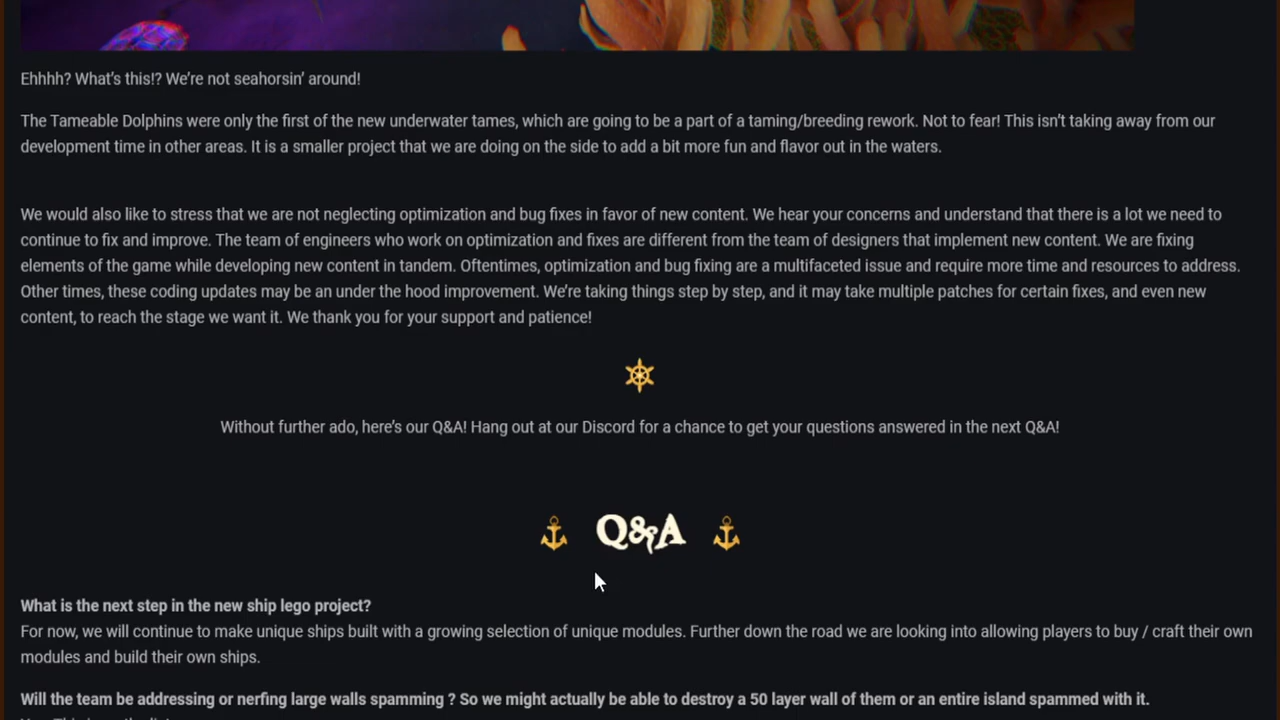 Ehhhh? What's this!? We're not seahorsin' around!
The Tameable Dolphins were only the first of the new underwater tames, which are going to be a part of a taming/breeding rework. Not to fear! This isn't taking away from our
development time in other areas. It is a smaller project that we are doing on the side to add a bit more fun and flavor out in the waters.
We would also like to stress that we are not neglecting optimization and bug fixes in favor of new content. We hear your concerns and understand that there is a lot we need to
continue to fix and improve. The team of engineers who work on optimization and fixes are different from the team of designers that implement new content. We are fixing
elements of the game while developing new content in tandem. Oftentimes, optimization and bug fixing are a multifaceted issue and require more time and resources to address.
Other times, these coding updates may be an under the hood improvement. We're taking things step by step, and it may take multiple patches for certain fixes, and even new
content, to reach the stage we want it. We thank you for your support and patience!
Without further ado, here's our Q&A! Hang out at our Discord for a chance to get your questions answered in the next Q&A!
Q&A
What is the next step in the new ship lego project?
For now, we will continue to make unique ships built with a growing selection of unique modules. Further down the road we are looking into allowing players to buy / craft their own
modules and build their own ships.
Will the team be addressing or nerfing large walls spamming ? So we might actually be able to destroy a 50 layer wall of them or an entire island spammed with it.